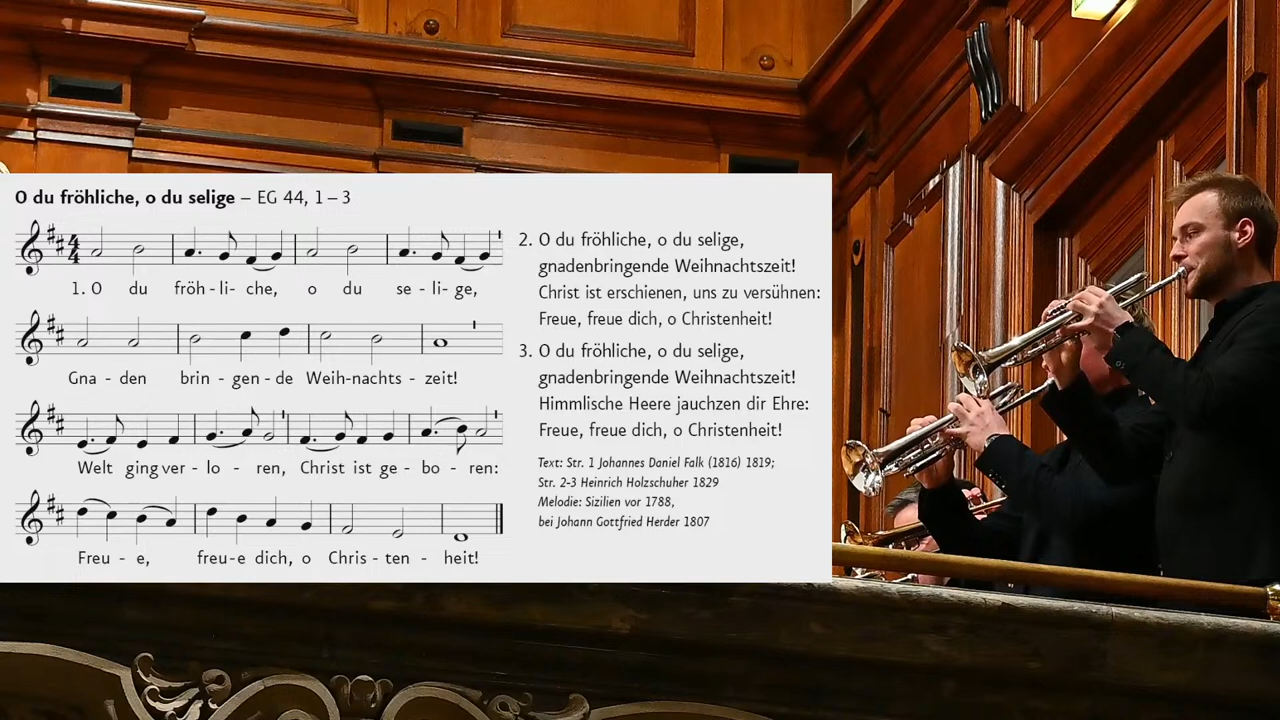 O du fröhliche, o du selige – EG 44, 1 – 3
1. O du fröh - li- che, o du se - li- ge,
Gna - den brin - gen - de Weih-nachts - zeit!
Welt ging ver - lo - ren, Christ ist ge - bo - ren:
Freu - e, freu-e dich, o Chris - ten - heit!
2. O du fröhliche, o du selige,
gnadenbringende Weihnachtszeit!
Christ ist erschienen, uns zu versühnen:
Freue, freue dich, o Christenheit!
3. O du fröhliche, o du selige,
gnadenbringende Weihnachtszeit!
Himmlische Heere jauchzen dir Ehre:
Freue, freue dich, o Christenheit!
Text: Str. 1 Johannes Daniel Falk (1816) 1819;
Str. 2-3 Heinrich Holzschuher 1829
Melodie: Sizilien vor 1788,
bei Johann Gottfried Herder 1807